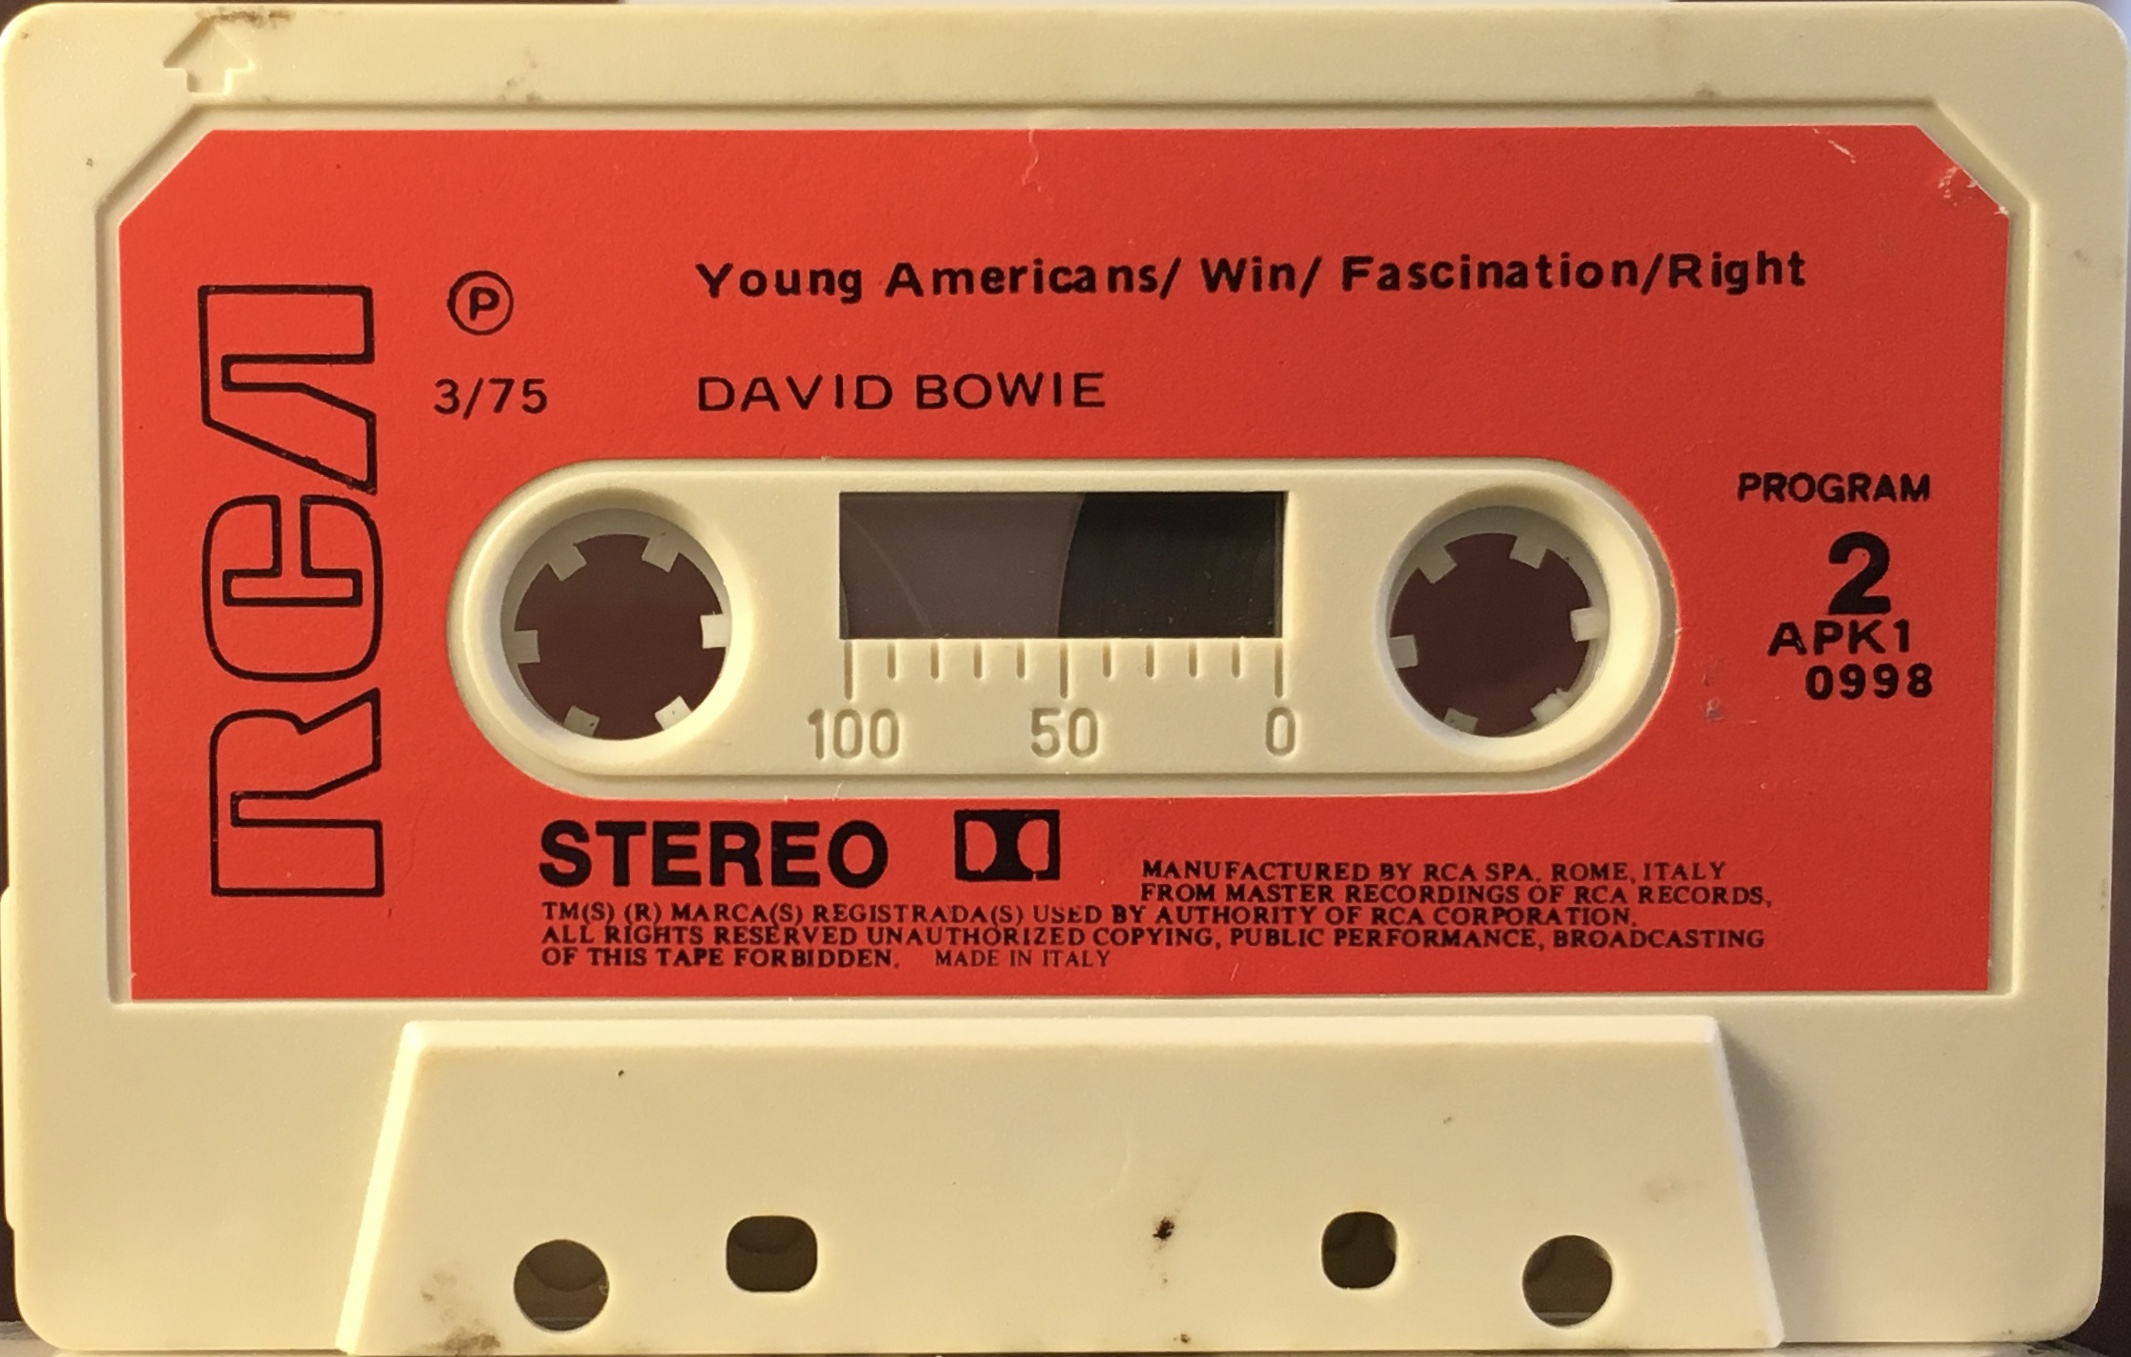 RCA
Ⓟ
3/75
Young Americans/ Win/ Fascination/Right
DAVID BOWIE
PROGRAM
2
APK1
0998
100 50 0
STEREO
MANUFACTURED BY RCA SPA. ROME, ITALY
FROM MASTER RECORDINGS OF RCA RECORDS,
TM(S) (R) MARCA(S) REGISTRADA(S) USED BY AUTHORITY OF RCA CORPORATION.
ALL RIGHTS RESERVED UNAUTHORIZED COPYING, PUBLIC PERFORMANCE, BROADCASTING
OF THIS TAPE FORBIDDEN. MADE IN ITALY